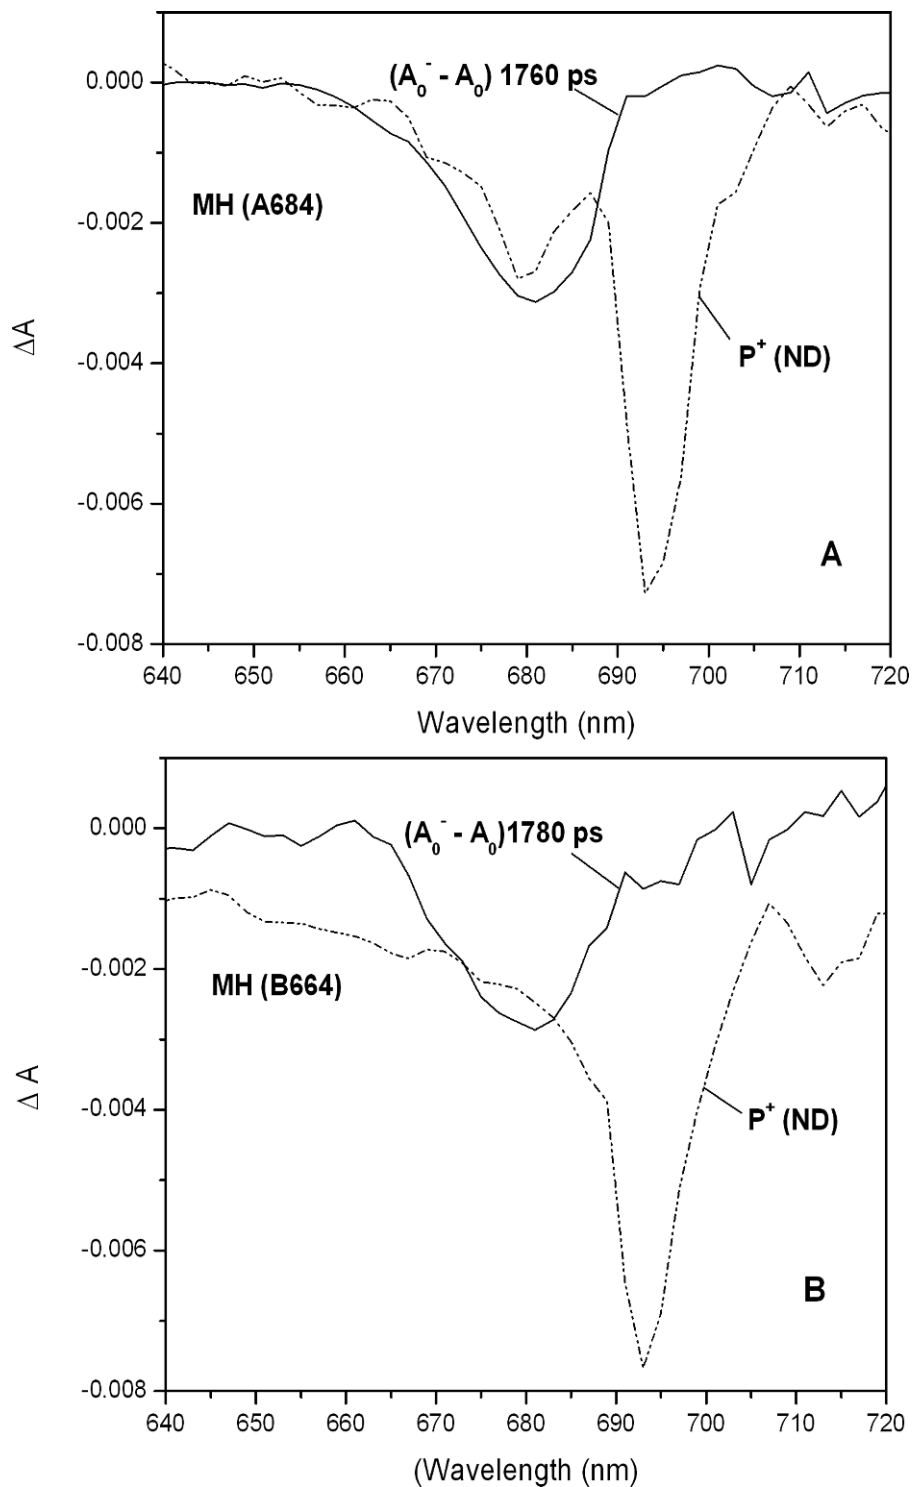 (A₀⁻ - A₀) 1760 ps
0.000
MH (A684)
-0.002
ΔA
P⁺ (ND)
-0.004
-0.006
A
-0.008
640 650 660 670 680 690 700 710 720
Wavelength (nm)
0.000
(A₀⁻ - A₀)1780 ps
-0.002
MH (B664)
Δ A
-0.004
P⁺ (ND)
-0.006
B
-0.008
640 650 660 670 680 690 700 710 720
(Wavelength (nm)